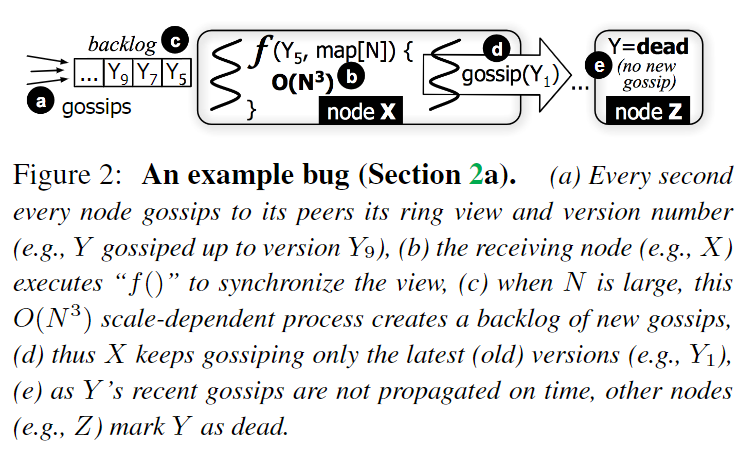 backlog c
... Y9 Y7 Y5
a gossips
f(Y5, map[N]) {
O(N³) b
}
node X
d
gossip(Y1)
...
Y=dead
e (no new
gossip)
node Z
Figure 2: An example bug (Section 2a). (a) Every second
every node gossips to its peers its ring view and version number
(e.g., Y gossiped up to version Y9), (b) the receiving node (e.g., X)
executes “f()” to synchronize the view, (c) when N is large, this
O(N³) scale-dependent process creates a backlog of new gossips,
(d) thus X keeps gossiping only the latest (old) versions (e.g., Y1),
(e) as Y’s recent gossips are not propagated on time, other nodes
(e.g., Z) mark Y as dead.